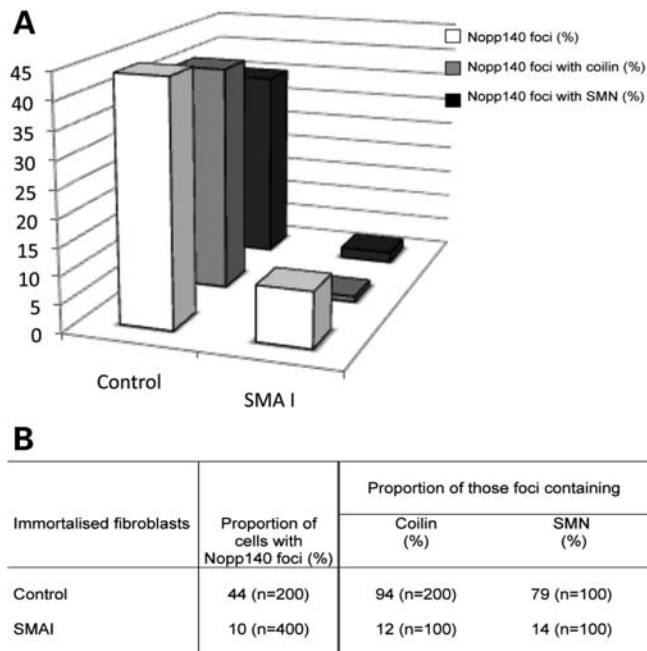 A
Nopp140 foci (%)
Nopp140 foci with coilin (%)
Nopp140 foci with SMN (%)
45
40
35
30
25
20
15
10
5
0
Control
SMA I
B
Proportion of those foci containing
Immortalised fibroblasts
Proportion of
cells with
Nopp140 foci (%)
Coilin
(%)
SMN
(%)
Control 44 (n=200) 94 (n=200) 79 (n=100)
SMAI 10 (n=400) 12 (n=100) 14 (n=100)